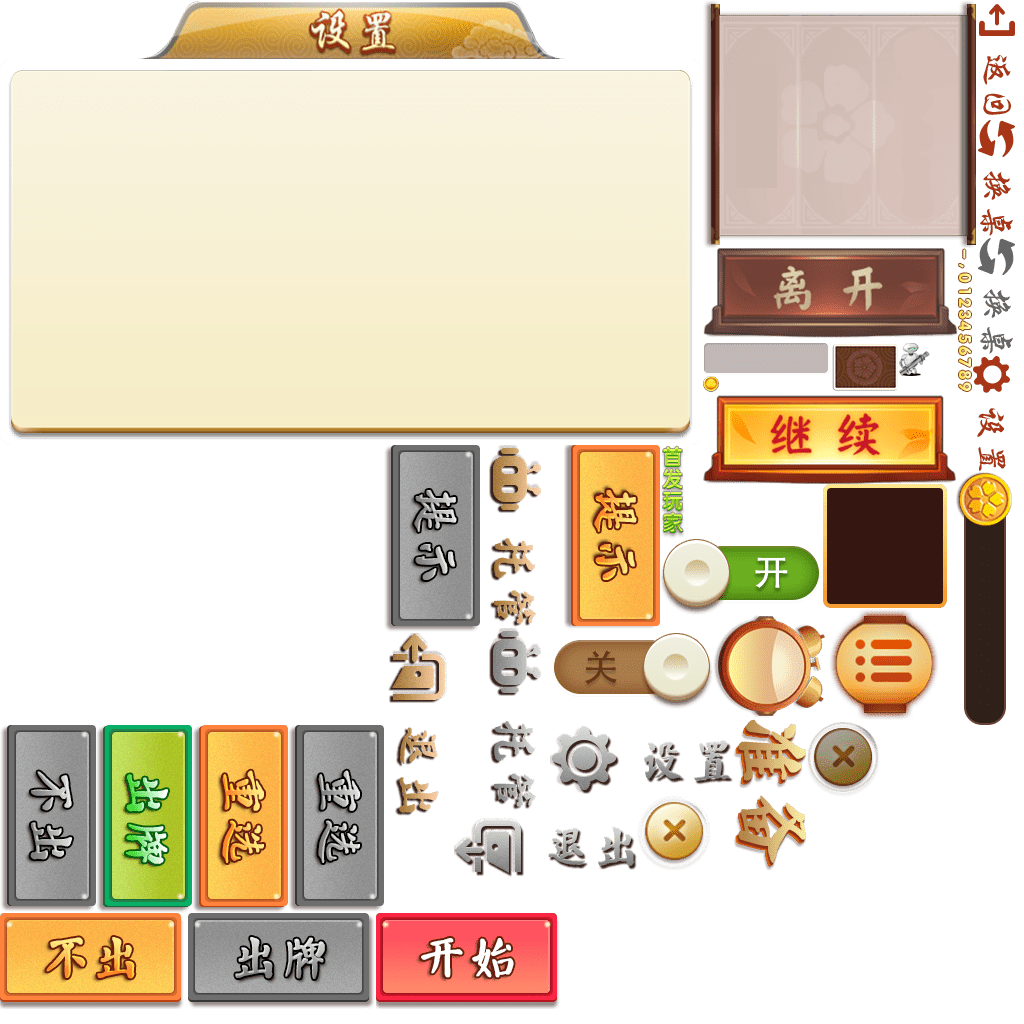 设置
返回
换桌
-,0123456789
换桌
离开
继续
设置
提示
托管
提示
首发玩家
开
关
托管
退出
设置
准备
不出
出牌
重选
重选
退出
不出
出牌
开始